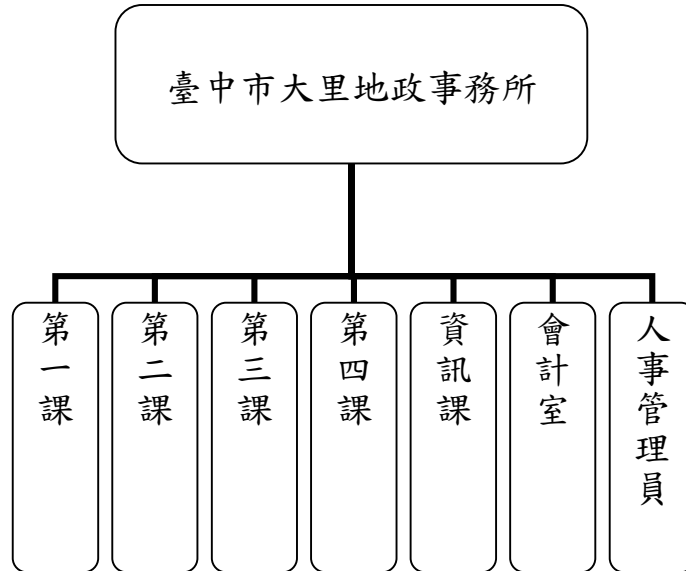 臺中市大里地政事務所
第一課
第二課
第三課
第四課
資訊課
會計室
人事管理員